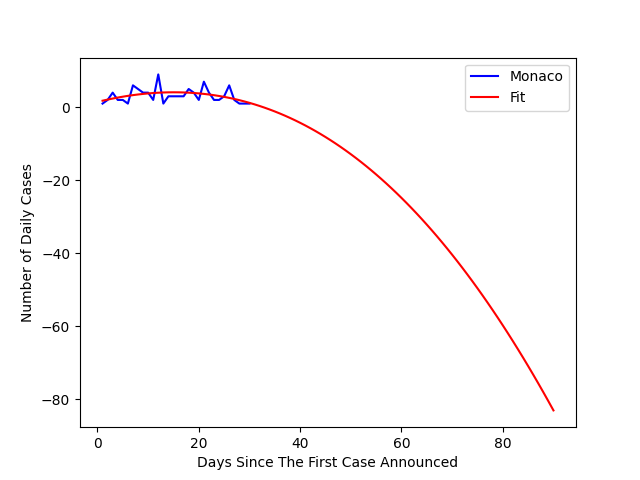 Monaco
Fit
0
−20
−40
−60
−80
Number of Daily Cases
0 20 40 60 80
Days Since The First Case Announced